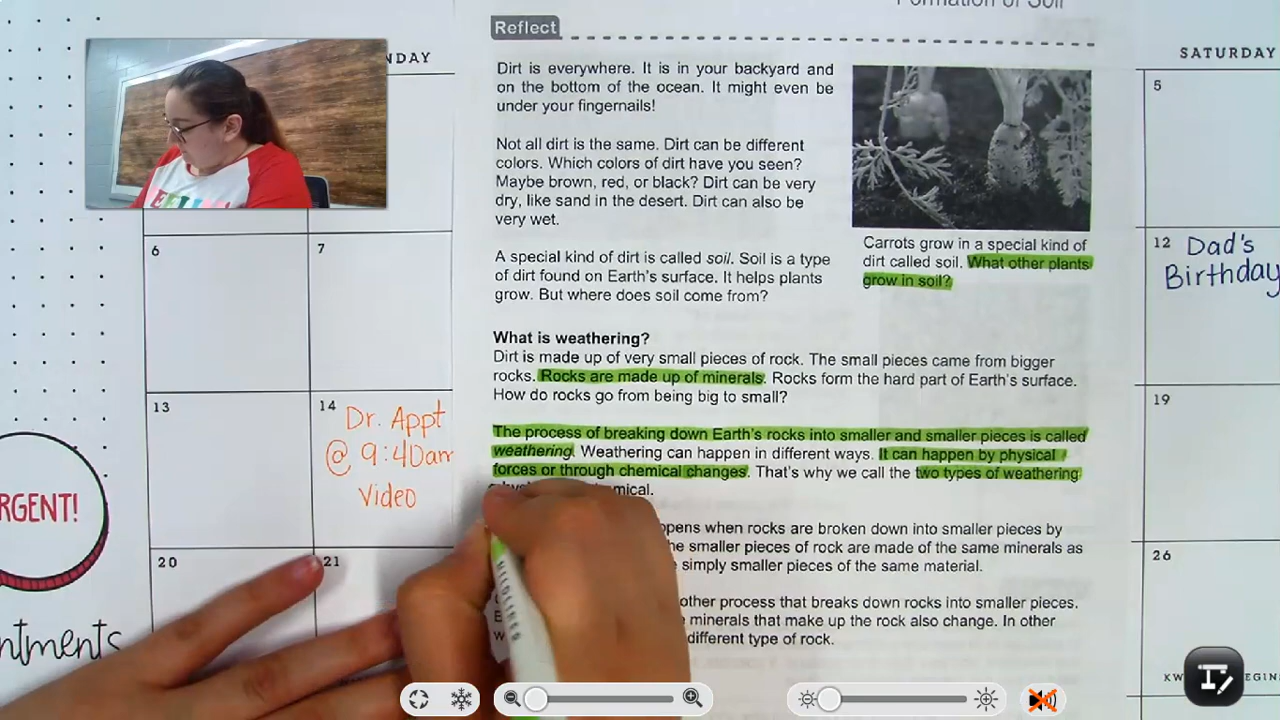 Formation of Soil
Reflect
NDAY
SATURDAY
Dirt is everywhere. It is in your backyard and
on the bottom of the ocean. It might even be
under your fingernails!
Not all dirt is the same. Dirt can be different
colors. Which colors of dirt have you seen?
Maybe brown, red, or black? Dirt can be very
dry, like sand in the desert. Dirt can also be
very wet.
A special kind of dirt is called soil. Soil is a type
of dirt found on Earth's surface. It helps plants
grow. But where does soil come from?
Carrots grow in a special kind of
dirt called soil. What other plants
grow in soil?
What is weathering?
Dirt is made up of very small pieces of rock. The small pieces came from bigger
rocks. Rocks are made up of minerals. Rocks form the hard part of Earth's surface.
How do rocks go from being big to small?
The process of breaking down Earth's rocks into smaller and smaller pieces is called
weathering. Weathering can happen in different ways. It can happen by physical
forces or through chemical changes. That's why we call the two types of weathering
mical.
pens when rocks are broken down into smaller pieces by
he smaller pieces of rock are made of the same minerals as
simply smaller pieces of the same material.
other process that breaks down rocks into smaller pieces.
minerals that make up the rock also change. In other
different type of rock.
5
6
7
12
Dad's
Birthday
13
14
Dr. Appt
@ 9:40am
Video
19
20
21
26
RGENT!
ntments